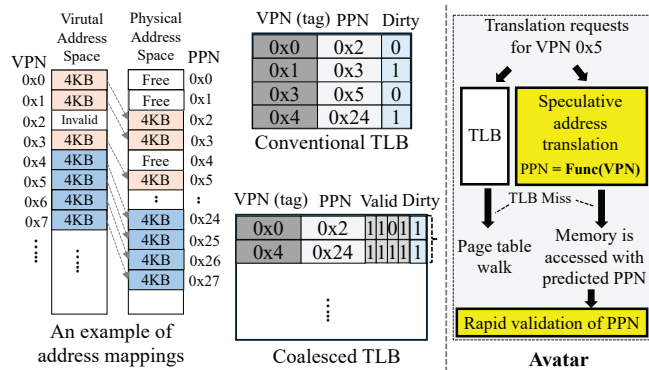 Virutal
Address
Space
Physical
Address
Space
VPN
PPN
0x0
4KB
Free
0x0
0x1
4KB
Free
0x1
0x2
Invalid
4KB
0x2
0x3
4KB
4KB
0x3
0x4
4KB
Free
0x4
0x5
4KB
4KB
0x5
0x6
4KB
0x7
4KB
4KB
0x24
4KB
0x25
4KB
0x26
4KB
0x27
An example of
address mappings
VPN (tag) PPN Dirty
0x0 0x2 0
0x1 0x3 1
0x3 0x5 0
0x4 0x24 1
Conventional TLB
VPN (tag) PPN Valid Dirty
0x0 0x2 1 1 0 1 1
0x4 0x24 1 1 1 1 1
Coalesced TLB
Translation requests
for VPN 0x5
TLB
Speculative
address
translation
PPN = Func(VPN)
TLB Miss
Page table
walk
Memory is
accessed with
predicted PPN
Rapid validation of PPN
Avatar